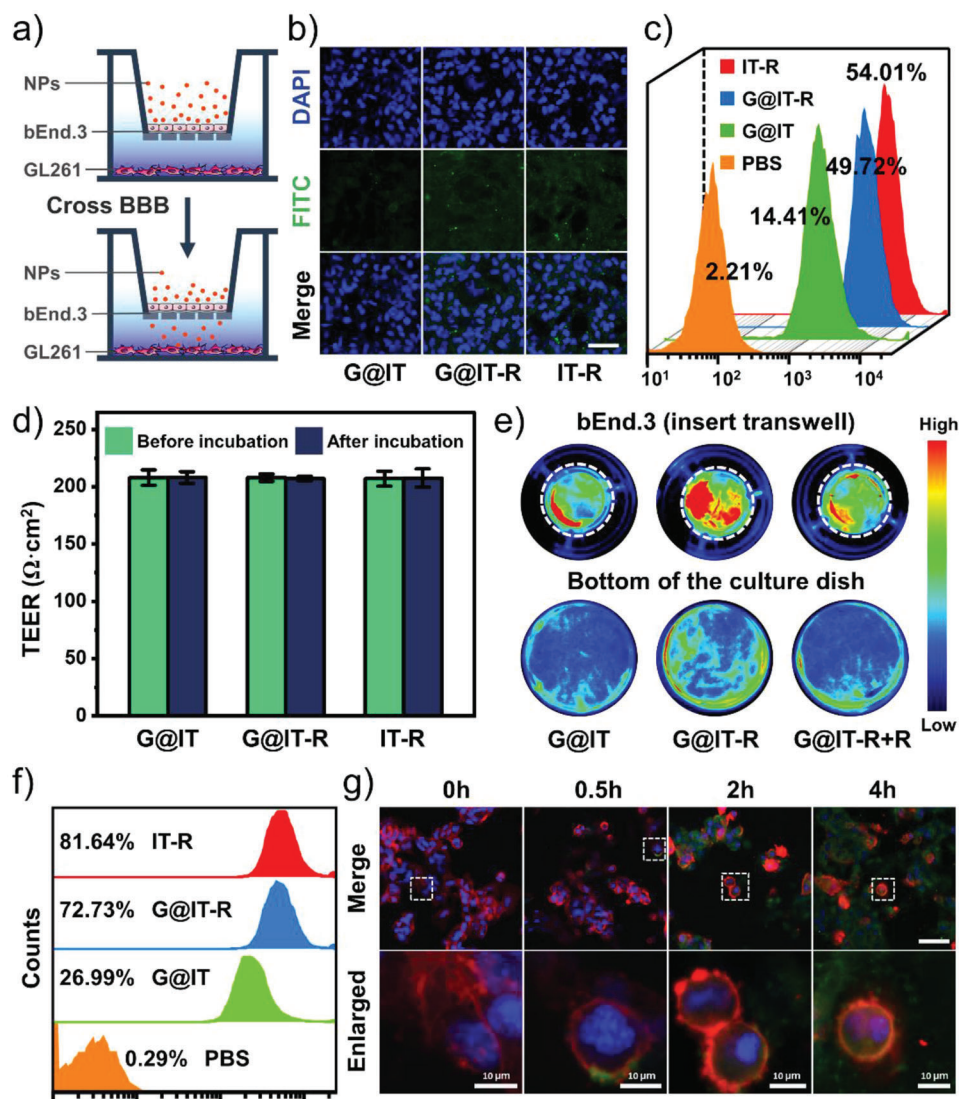 a)
NPs
bEnd.3
GL261
Cross BBB
NPs
bEnd.3
GL261
b)
DAPI
FITC
Merge
G@IT G@IT-R IT-R
c)
IT-R
G@IT-R
G@IT
PBS
54.01%
49.72%
14.41%
2.21%
10¹ 10² 10³ 10⁴
d)
TEER (Ω·cm²)
250
200
150
100
50
0
Before incubation After incubation
G@IT G@IT-R IT-R
e)
bEnd.3 (insert transwell)
Bottom of the culture dish
G@IT G@IT-R G@IT-R+R
High
Low
f)
Counts
81.64% IT-R
72.73% G@IT-R
26.99% G@IT
0.29% PBS
g)
0h 0.5h 2h 4h
Merge
Enlarged
10 μm 10 μm 10 μm 10 μm